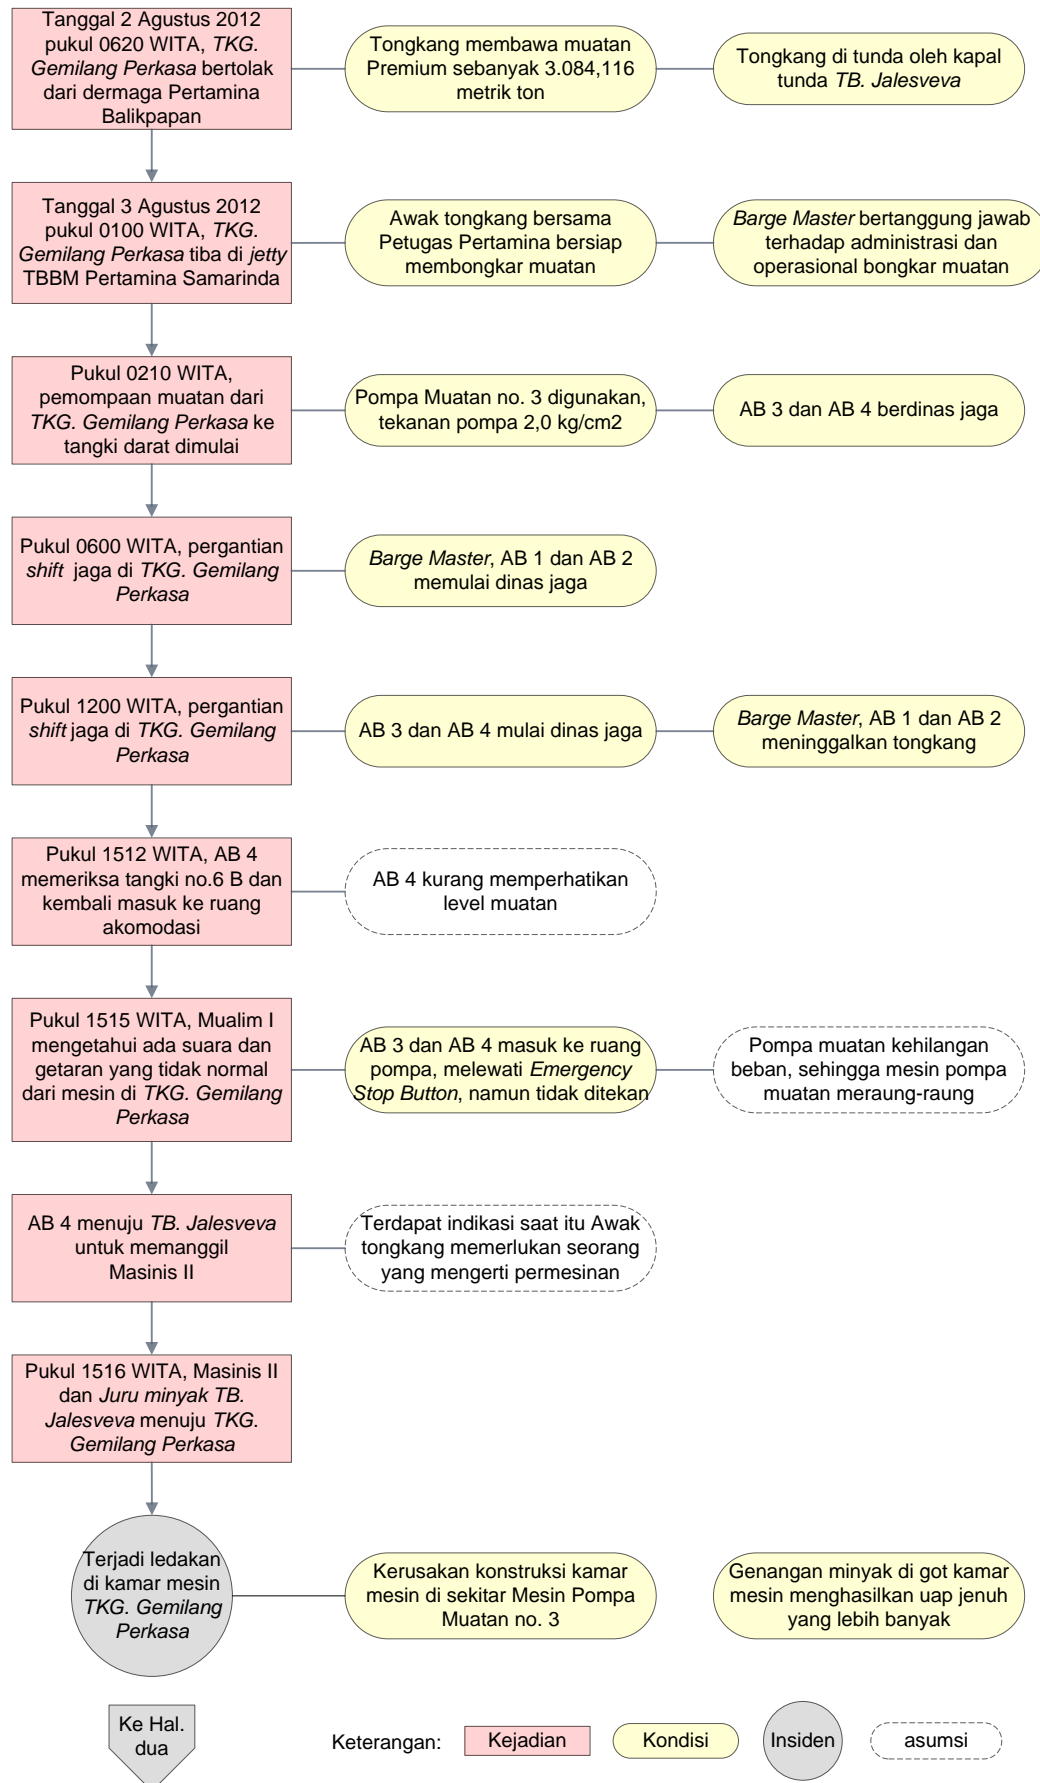 Tanggal 2 Agustus 2012
pukul 0620 WITA, TKG.
Gemilang Perkasa bertolak
dari dermaga Pertamina
Balikpapan
Tongkang membawa muatan
Premium sebanyak 3.084,116
metrik ton
Tongkang di tunda oleh kapal
tunda TB. Jalesveva
Tanggal 3 Agustus 2012
pukul 0100 WITA, TKG.
Gemilang Perkasa tiba di jetty
TBBM Pertamina Samarinda
Awak tongkang bersama
Petugas Pertamina bersiap
membongkar muatan
Barge Master bertanggung jawab
terhadap administrasi dan
operasional bongkar muatan
Pukul 0210 WITA,
pemompaan muatan dari
TKG. Gemilang Perkasa ke
tangki darat dimulai
Pompa Muatan no. 3 digunakan,
tekanan pompa 2,0 kg/cm2
AB 3 dan AB 4 berdinas jaga
Pukul 0600 WITA, pergantian
shift jaga di TKG. Gemilang
Perkasa
Barge Master, AB 1 dan AB 2
memulai dinas jaga
Pukul 1200 WITA, pergantian
shift jaga di TKG. Gemilang
Perkasa
AB 3 dan AB 4 mulai dinas jaga
Barge Master, AB 1 dan AB 2
meninggalkan tongkang
Pukul 1512 WITA, AB 4
memeriksa tangki no.6 B dan
kembali masuk ke ruang
akomodasi
AB 4 kurang memperhatikan
level muatan
Pukul 1515 WITA, Mualim I
mengetahui ada suara dan
getaran yang tidak normal
dari mesin di TKG. Gemilang
Perkasa
AB 3 dan AB 4 masuk ke ruang
pompa, melewati Emergency
Stop Button, namun tidak ditekan
Pompa muatan kehilangan
beban, sehingga mesin pompa
muatan meraung-raung
AB 4 menuju TB. Jalesveva
untuk memanggil
Masinis II
Terdapat indikasi saat itu Awak
tongkang memerlukan seorang
yang mengerti permesinan
Pukul 1516 WITA, Masinis II
dan Juru minyak TB.
Jalesveva menuju TKG.
Gemilang Perkasa
Terjadi ledakan
di kamar mesin
TKG. Gemilang
Perkasa
Kerusakan konstruksi kamar
mesin di sekitar Mesin Pompa
Muatan no. 3
Genangan minyak di got kamar
mesin menghasilkan uap jenuh
yang lebih banyak
Ke Hal.
dua
Keterangan:
Kejadian
Kondisi
Insiden
asumsi